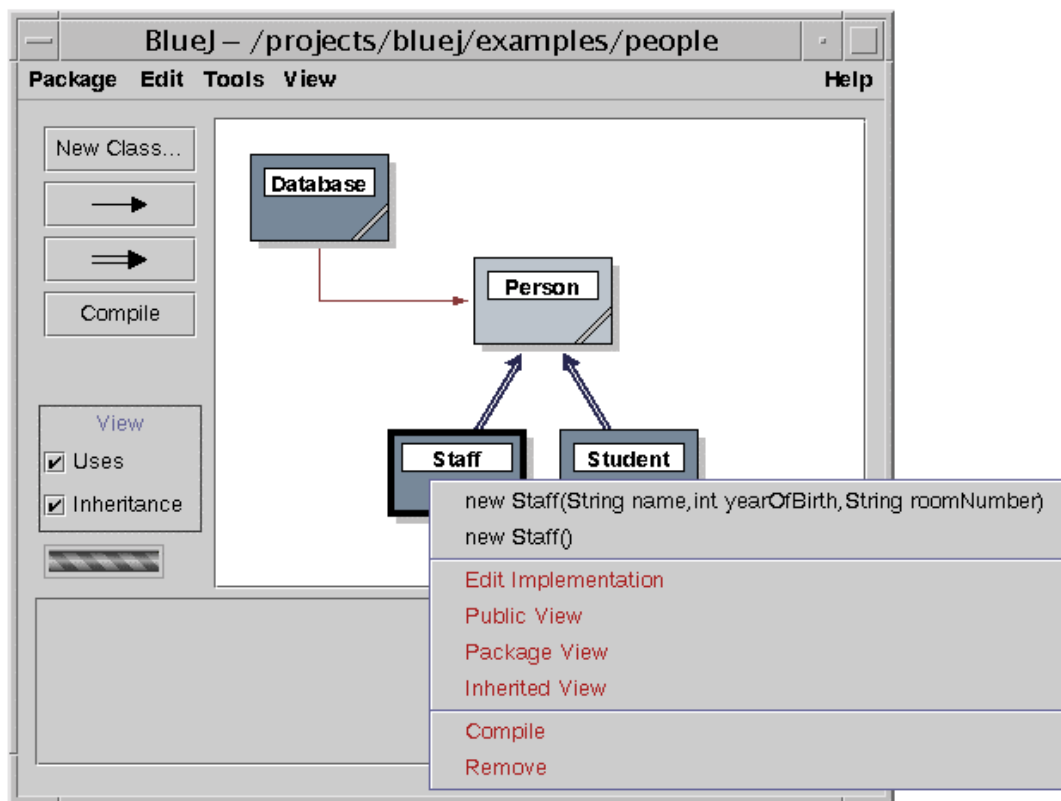 BlueJ – /projects/bluej/examples/people
Package Edit Tools View Help
New Class...
Compile
View
Uses
Inheritance
Database
Person
Staff
Student
new Staff(String name,int yearOfBirth,String roomNumber)
new Staff()
Edit Implementation
Public View
Package View
Inherited View
Compile
Remove